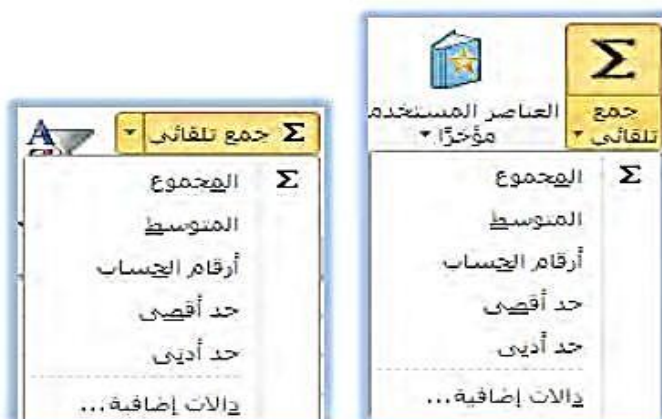 جمع تلقائي
العناصر المستخدمة
مؤخرًا
Σ المجموع
المتوسط
أرقام الحساب
حد أقصى
حد أدنى
دالات إضافية...
Σ جمع تلقائي
Σ المجموع
المتوسط
أرقام الحساب
حد أقصى
حد أدنى
دالات إضافية...